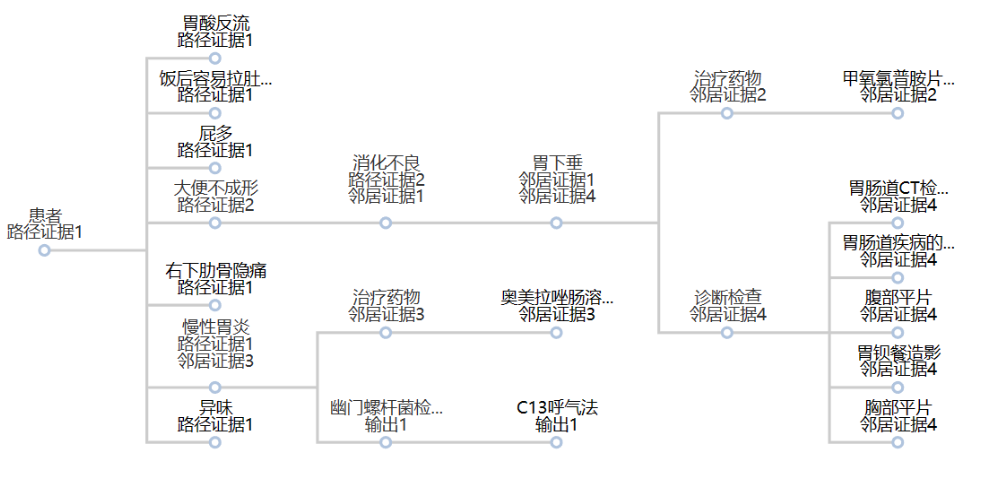 患者
路径证据1
胃酸反流
路径证据1
饭后容易拉肚...
路径证据1
屁多
路径证据1
大便不成形
路径证据2
右下肋骨隐痛
路径证据1
慢性胃炎
路径证据1
邻居证据3
异味
路径证据1
消化不良
路径证据2
邻居证据1
治疗药物
邻居证据3
幽门螺杆菌检...
输出1
胃下垂
邻居证据1
邻居证据4
奥美拉唑肠溶...
邻居证据3
C13呼气法
输出1
治疗药物
邻居证据2
诊断检查
邻居证据4
甲氧氯普胺片...
邻居证据2
胃肠道CT检...
邻居证据4
胃肠道疾病的...
邻居证据4
腹部平片
邻居证据4
胃钡餐造影
邻居证据4
胸部平片
邻居证据4